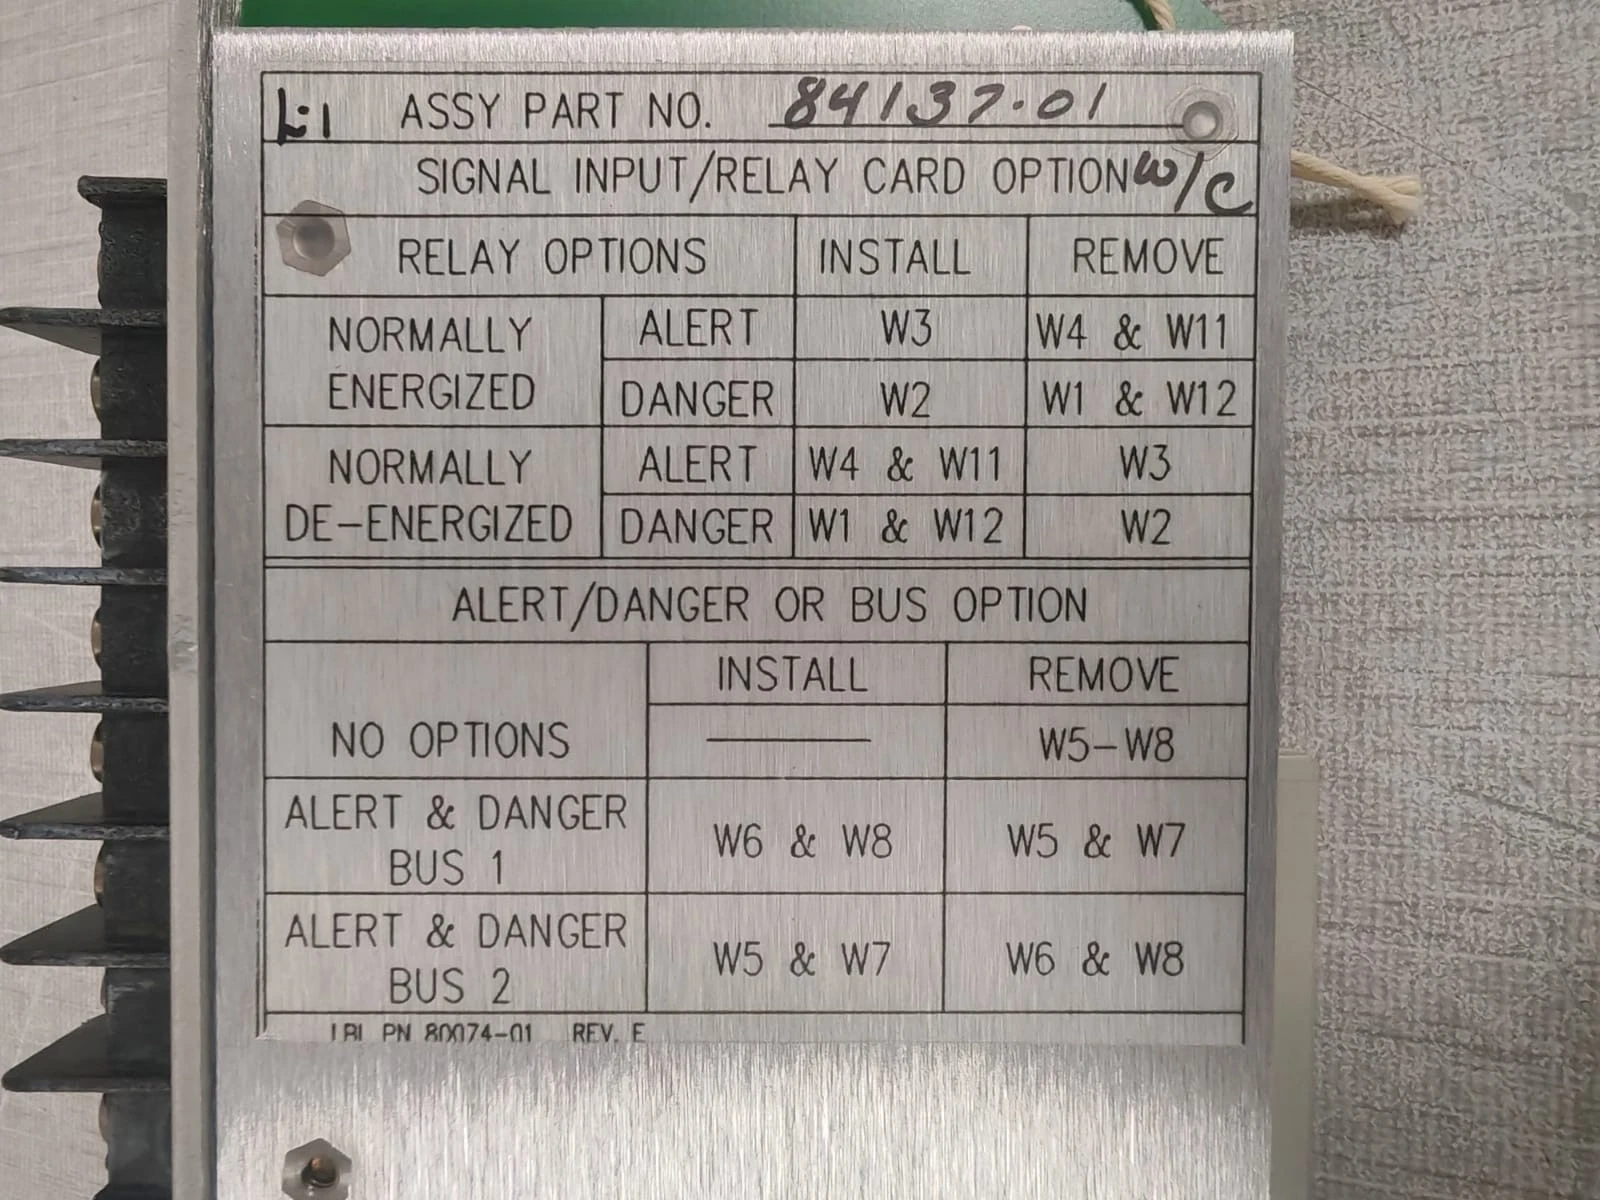 L-1 ASSY PART NO. 84137-01
SIGNAL INPUT/RELAY CARD OPTION W/C
RELAY OPTIONS INSTALL REMOVE
NORMALLY ENERGIZED ALERT W3 W4 & W11
DANGER W2 W1 & W12
NORMALLY DE-ENERGIZED ALERT W4 & W11 W3
DANGER W1 & W12 W2
ALERT/DANGER OR BUS OPTION
INSTALL REMOVE
NO OPTIONS ——— W5-W8
ALERT & DANGER BUS 1 W6 & W8 W5 & W7
ALERT & DANGER BUS 2 W5 & W7 W6 & W8
PN 80074-01 REV. E